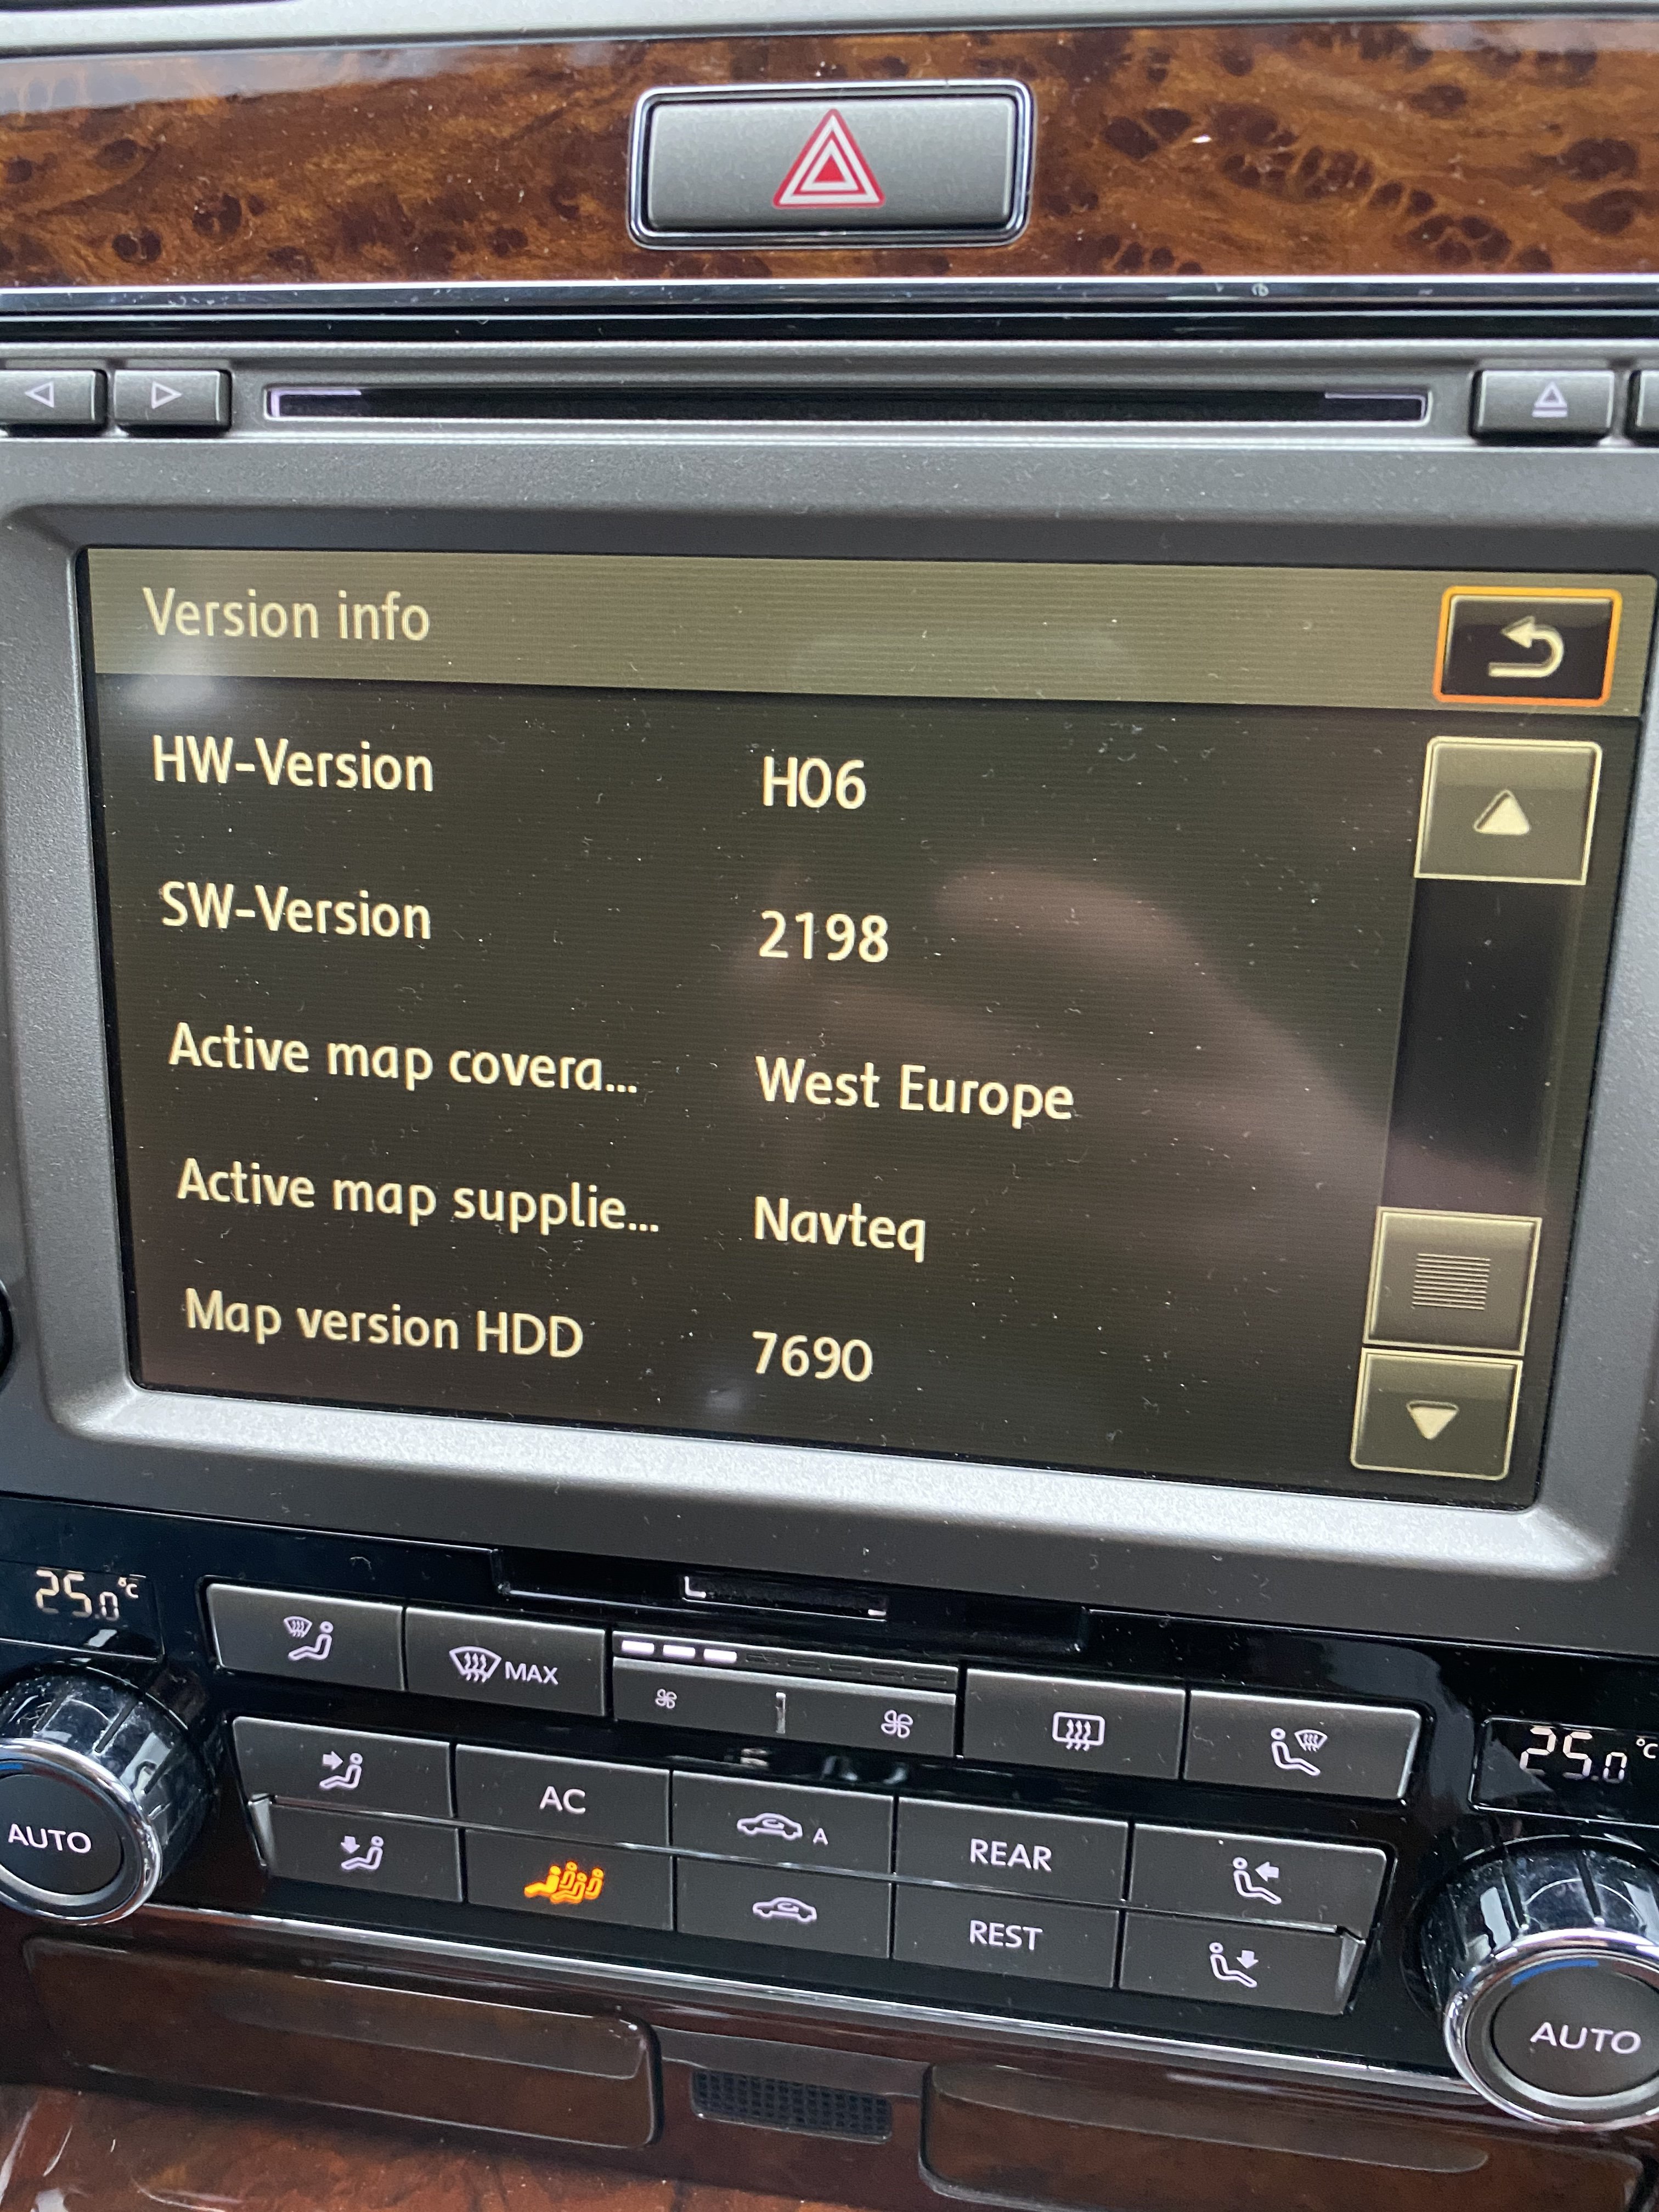 Version info
HW-Version H06
SW-Version 2198
Active map covera... West Europe
Active map supplie... Navteq
Map version HDD 7690
25.0°C
MAX
25.0°C
AUTO
AC
A
REAR
REST
AUTO